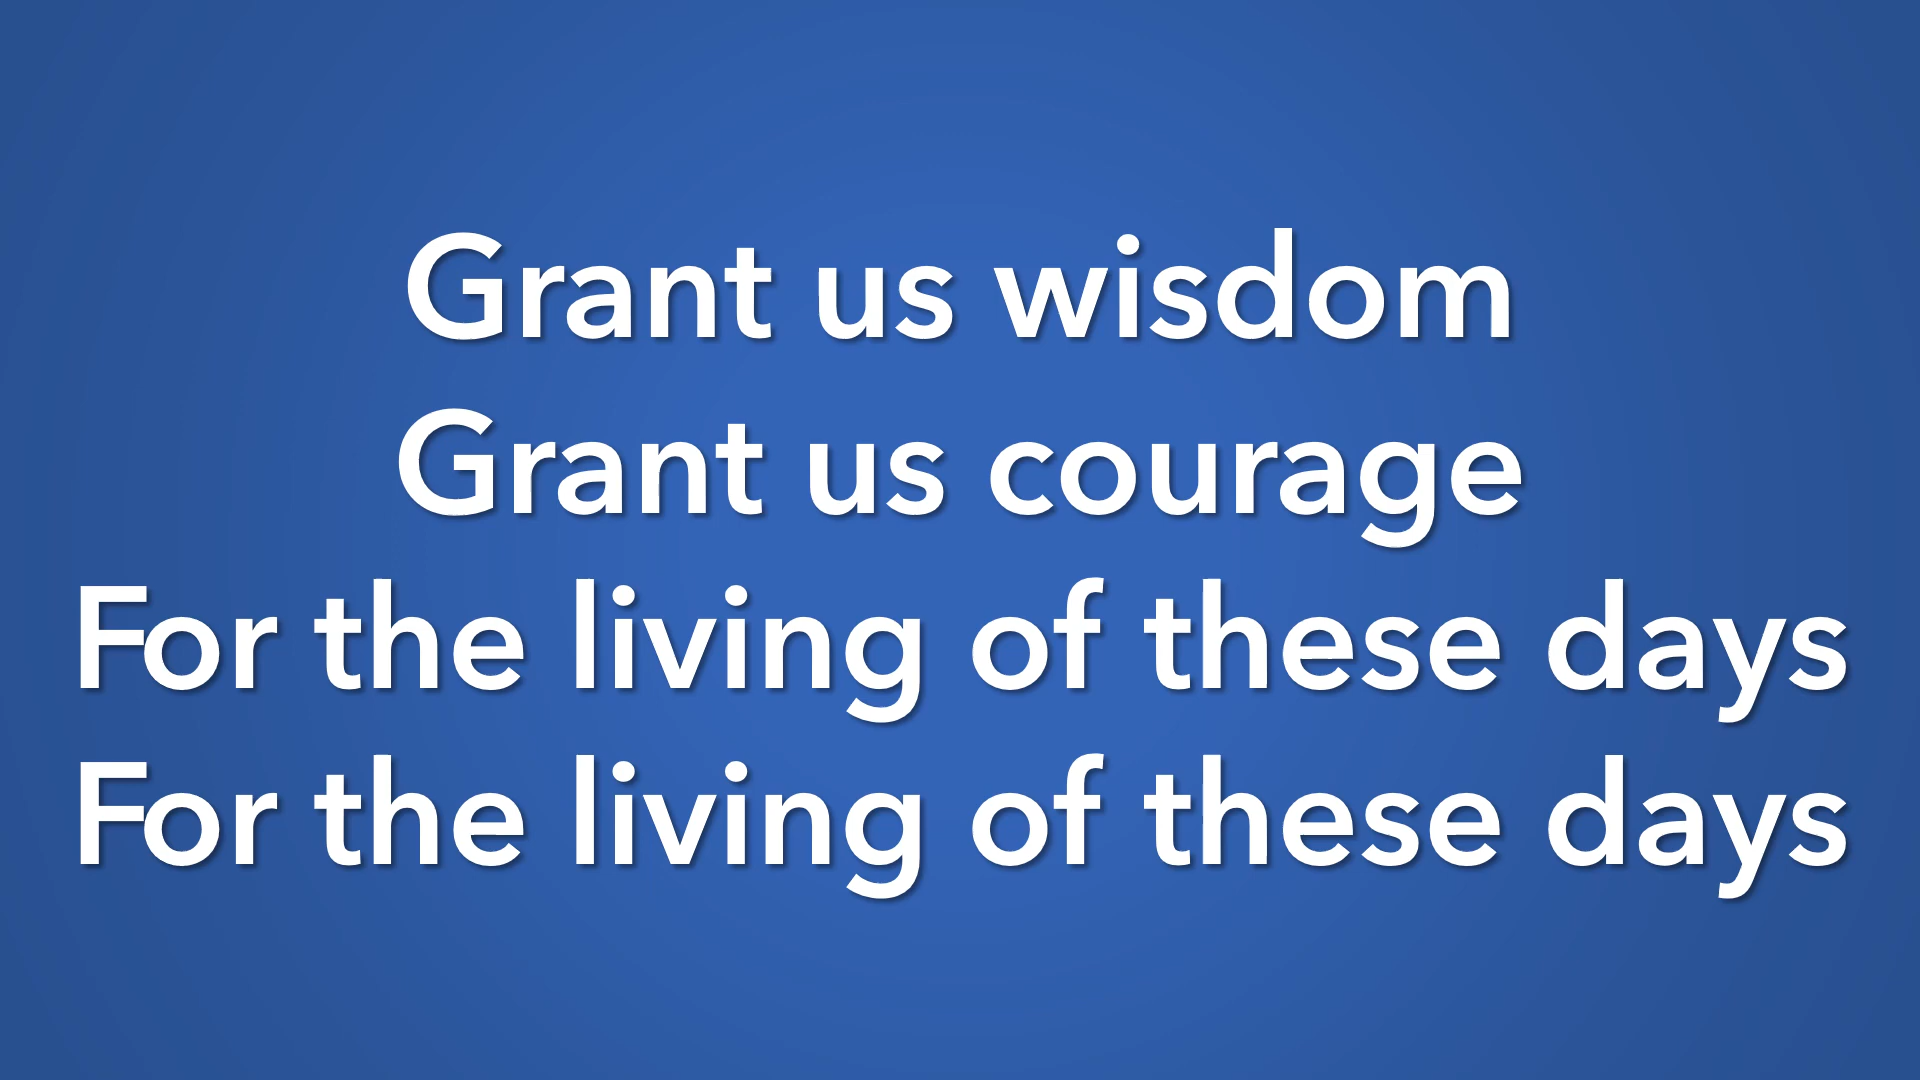 Grant us wisdom
Grant us courage
For the living of these days
For the living of these days